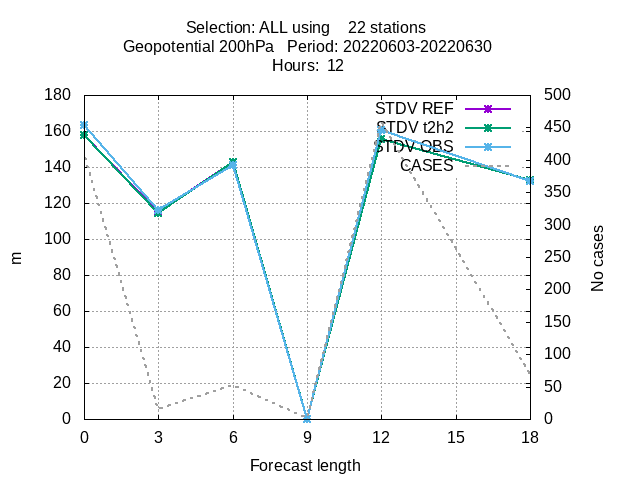 Selection: ALL using 22 stations
Geopotential 200hPa Period: 20220603-20220630
Hours: 12
180
160
140
120
100
80
60
40
20
0
m
500
450
400
350
300
250
200
150
100
50
0
No cases
STDV REF
STDV t2h2
STDV OBS
CASES
0 3 6 9 12 15 18
Forecast length